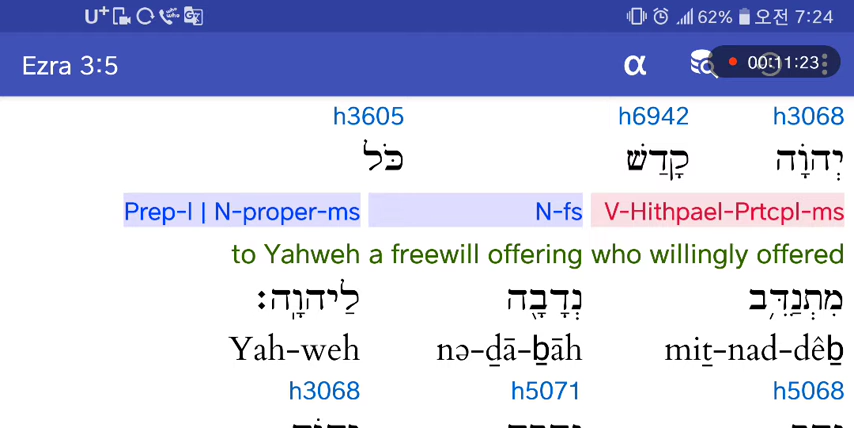 U+ 62% 오전 7:24
Ezra 3:5 α 00:11:23
h3605 h6942 h3068
יְהֹוָה קָדַשׁ כֹּל
Prep-l | N-proper-ms N-fs V-Hithpael-Prtcpl-ms
to Yahweh a freewill offering who willingly offered
מִתְנַדֵּ֥ב נְדָבָ֖ה לַיהוָֽה׃
Yah-weh nə-ḏā-ḇāh miṯ-nad-dêḇ
h3068 h5071 h5068